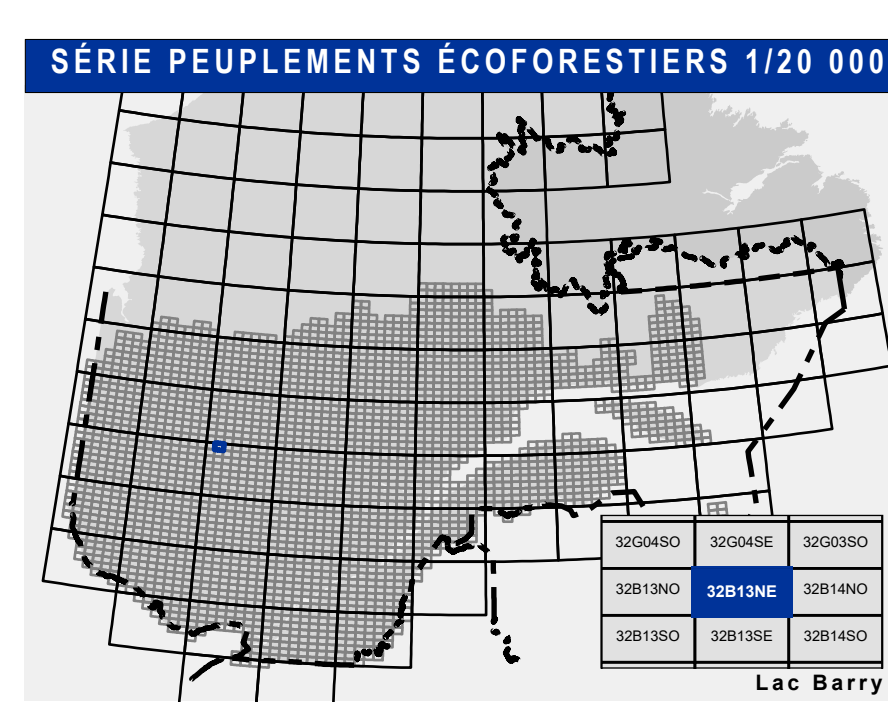 SÉRIE PEUPLEMENTS ÉCOFORESTIERS 1/20 000
32G04SO 32G04SE 32G03SO
32B13NO 32B13NE 32B14NO
32B13SO 32B13SE 32B14SO
Lac Barry